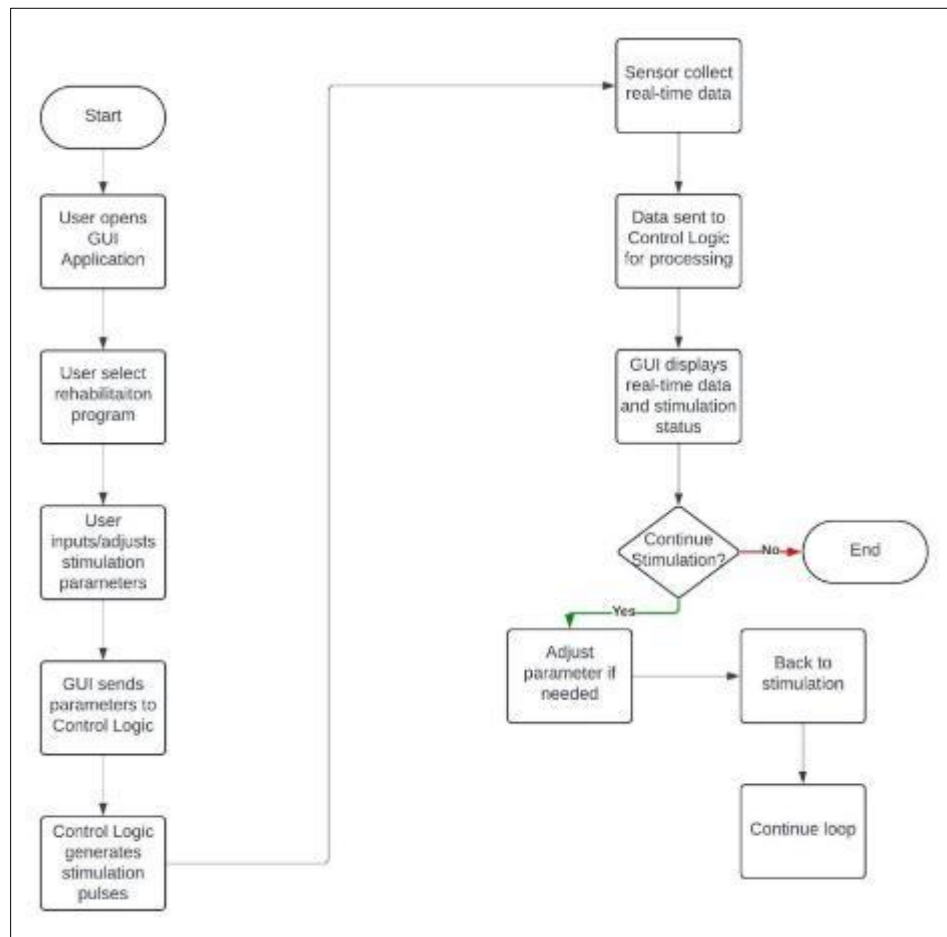 Start
User opens
GUI
Application
User select
rehabilitaiton
program
User
inputs/adjusts
stimulation
parameters
GUI sends
parameters to
Control Logic
Control Logic
generates
stimulation
pulses
Sensor collect
real-time data
Data sent to
Control Logic
for processing
GUI displays
real-time data
and stimulation
status
Continue
Stimulation?
No
End
Yes
Adjust
parameter if
needed
Back to
stimulation
Continue loop